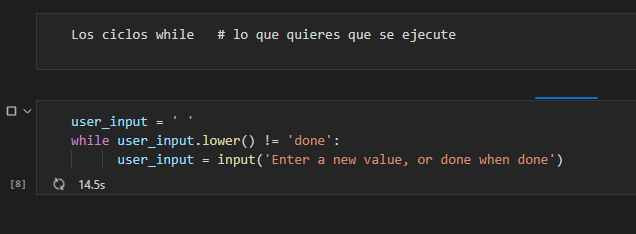 Los ciclos while   # lo que quieres que se ejecute
user_input = ' '
while user_input.lower() != 'done':
      user_input = input('Enter a new value, or done when done')
[8] 14.5s